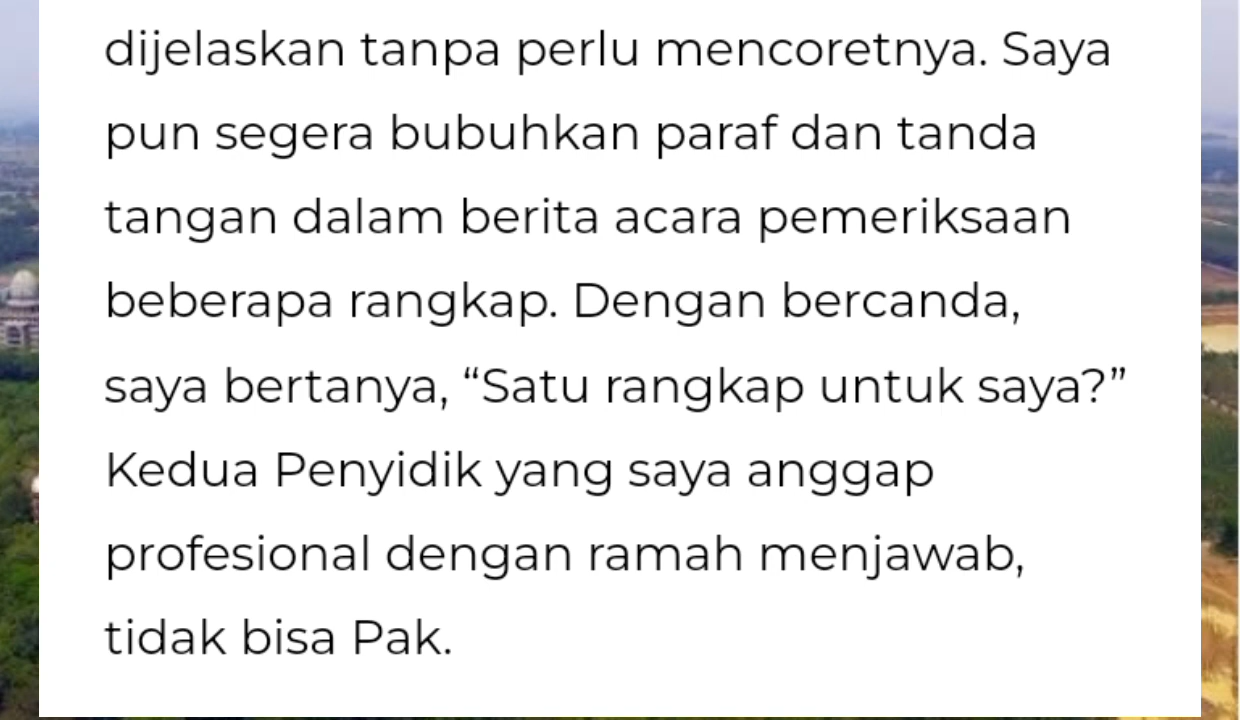 dijelaskan tanpa perlu mencoretnya. Saya
pun segera bubuhkan paraf dan tanda
tangan dalam berita acara pemeriksaan
beberapa rangkap. Dengan bercanda,
saya bertanya, “Satu rangkap untuk saya?”
Kedua Penyidik yang saya anggap
profesional dengan ramah menjawab,
tidak bisa Pak.